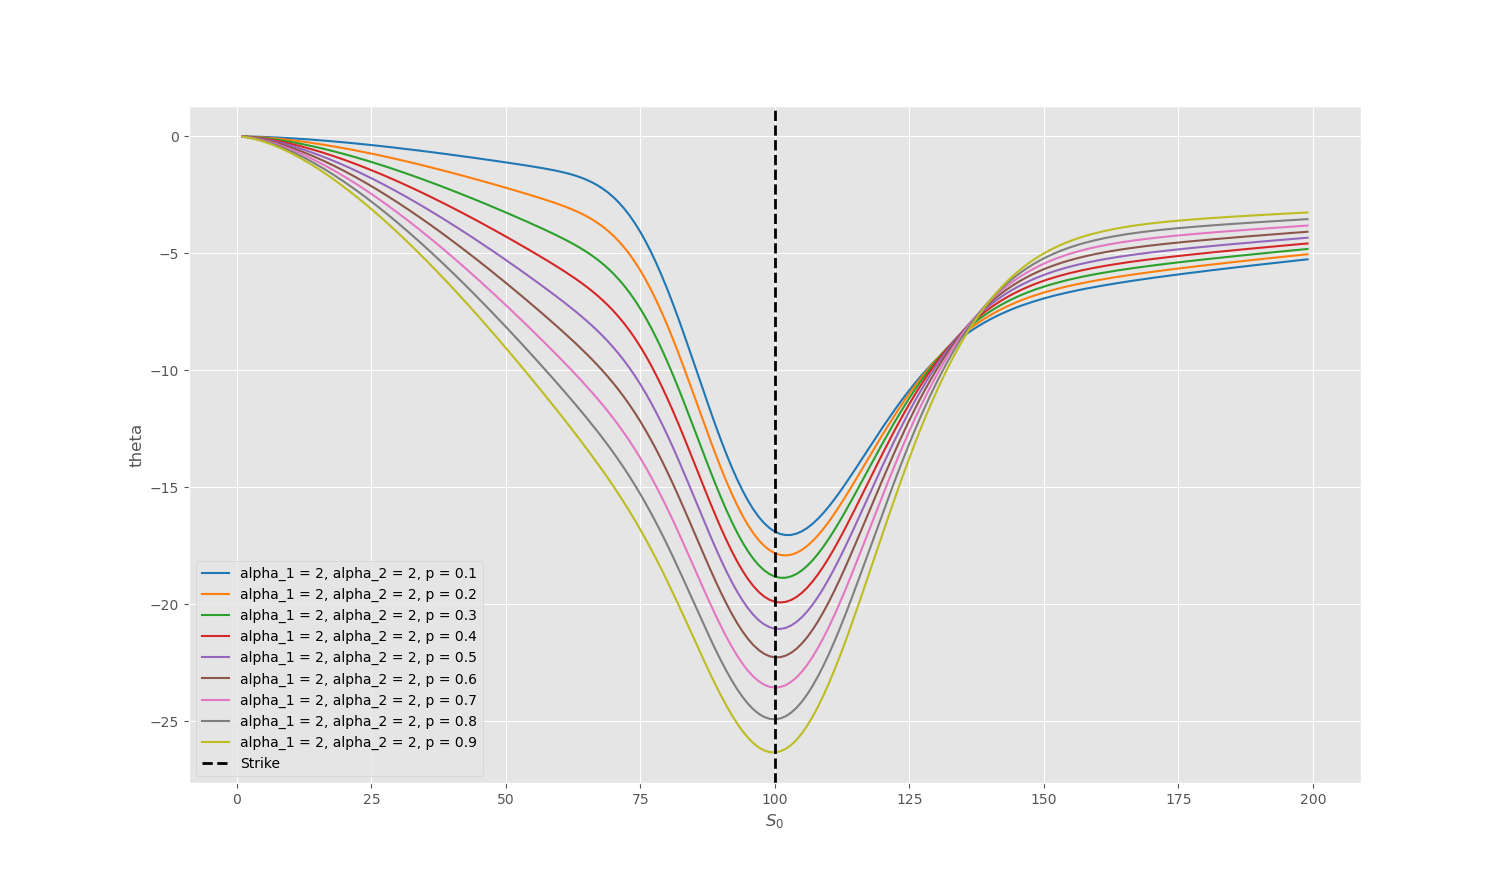 0
−5
−10
−15
−20
−25
theta
alpha_1 = 2, alpha_2 = 2, p = 0.1
alpha_1 = 2, alpha_2 = 2, p = 0.2
alpha_1 = 2, alpha_2 = 2, p = 0.3
alpha_1 = 2, alpha_2 = 2, p = 0.4
alpha_1 = 2, alpha_2 = 2, p = 0.5
alpha_1 = 2, alpha_2 = 2, p = 0.6
alpha_1 = 2, alpha_2 = 2, p = 0.7
alpha_1 = 2, alpha_2 = 2, p = 0.8
alpha_1 = 2, alpha_2 = 2, p = 0.9
Strike
0 25 50 75 100 125 150 175 200
S₀